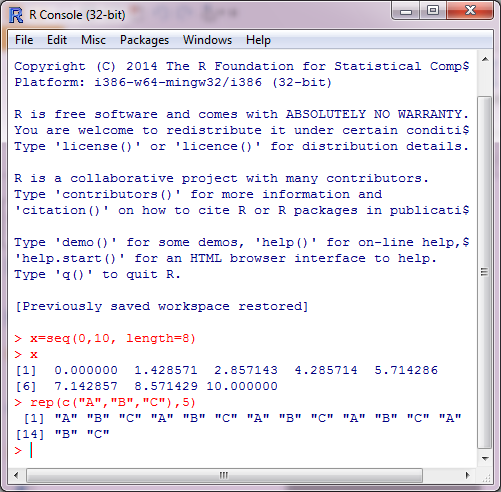 R Console (32-bit)
File Edit Misc Packages Windows Help
Copyright (C) 2014 The R Foundation for Statistical Comp$
Platform: i386-w64-mingw32/i386 (32-bit)
R is free software and comes with ABSOLUTELY NO WARRANTY.
You are welcome to redistribute it under certain conditi$
Type 'license()' or 'licence()' for distribution details.
R is a collaborative project with many contributors.
Type 'contributors()' for more information and
'citation()' on how to cite R or R packages in publicati$
Type 'demo()' for some demos, 'help()' for on-line help,$
'help.start()' for an HTML browser interface to help.
Type 'q()' to quit R.
[Previously saved workspace restored]
> x=seq(0,10, length=8)
> x
[1]  0.000000  1.428571  2.857143  4.285714  5.714286
[6]  7.142857  8.571429 10.000000
> rep(c("A","B","C"),5)
 [1] "A" "B" "C" "A" "B" "C" "A" "B" "C" "A" "B" "C" "A"
[14] "B" "C"
>